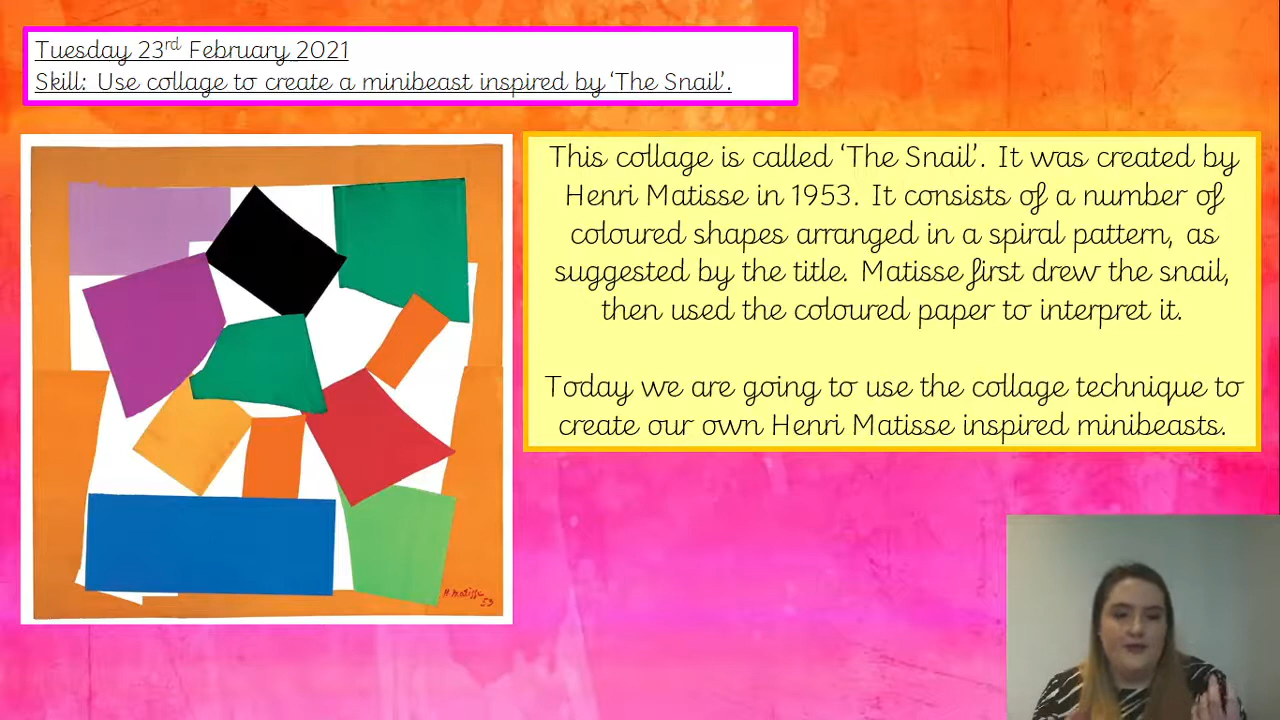 Tuesday 23rd February 2021
Skill: Use collage to create a minibeast inspired by ‘The Snail’.
This collage is called ‘The Snail’. It was created by
Henri Matisse in 1953. It consists of a number of
coloured shapes arranged in a spiral pattern, as
suggested by the title. Matisse first drew the snail,
then used the coloured paper to interpret it.
Today we are going to use the collage technique to
create our own Henri Matisse inspired minibeasts.
H. Matisse
53